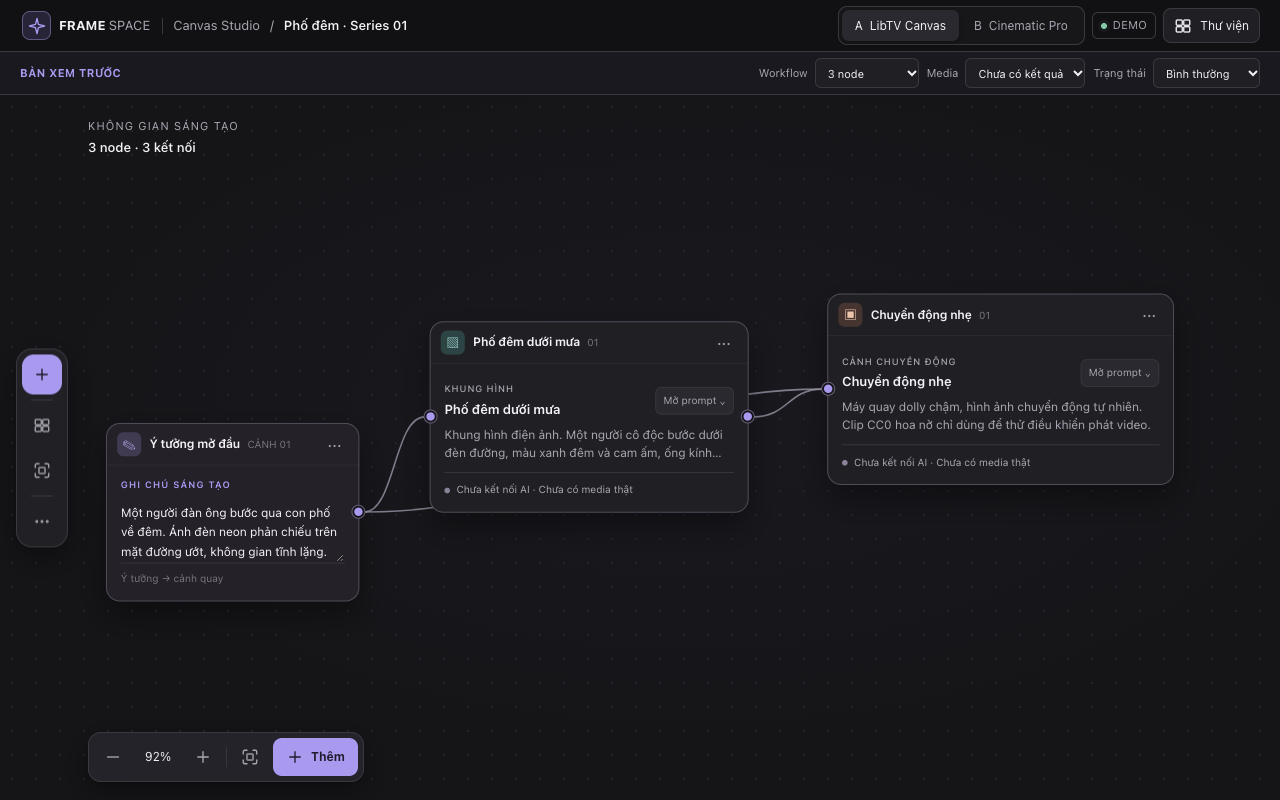 FRAME SPACE
Canvas Studio / Phố đêm · Series 01
A LibTV Canvas
B Cinematic Pro
DEMO
Thư viện
BẢN XEM TRƯỚC
Workflow
3 node
Media
Chưa có kết quả
Trạng thái
Bình thường
KHÔNG GIAN SÁNG TẠO
3 node · 3 kết nối
Ý tưởng mở đầu CẢNH 01
GHI CHÚ SÁNG TẠO
Một người đàn ông bước qua con phố
về đêm. Ánh đèn neon phản chiếu trên
mặt đường ướt, không gian tĩnh lặng.
Ý tưởng → cảnh quay
Phố đêm dưới mưa 01
KHUNG HÌNH
Phố đêm dưới mưa
Mở prompt
Khung hình điện ảnh. Một người cô độc bước dưới
đèn đường, màu xanh đêm và cam ấm, ống kính...
Chưa kết nối AI · Chưa có media thật
Chuyển động nhẹ 01
CẢNH CHUYỂN ĐỘNG
Chuyển động nhẹ
Mở prompt
Máy quay dolly chậm, hình ảnh chuyển động tự nhiên.
Clip CC0 hoa nở chỉ dùng để thử điều khiển phát video.
Chưa kết nối AI · Chưa có media thật
92%
Thêm